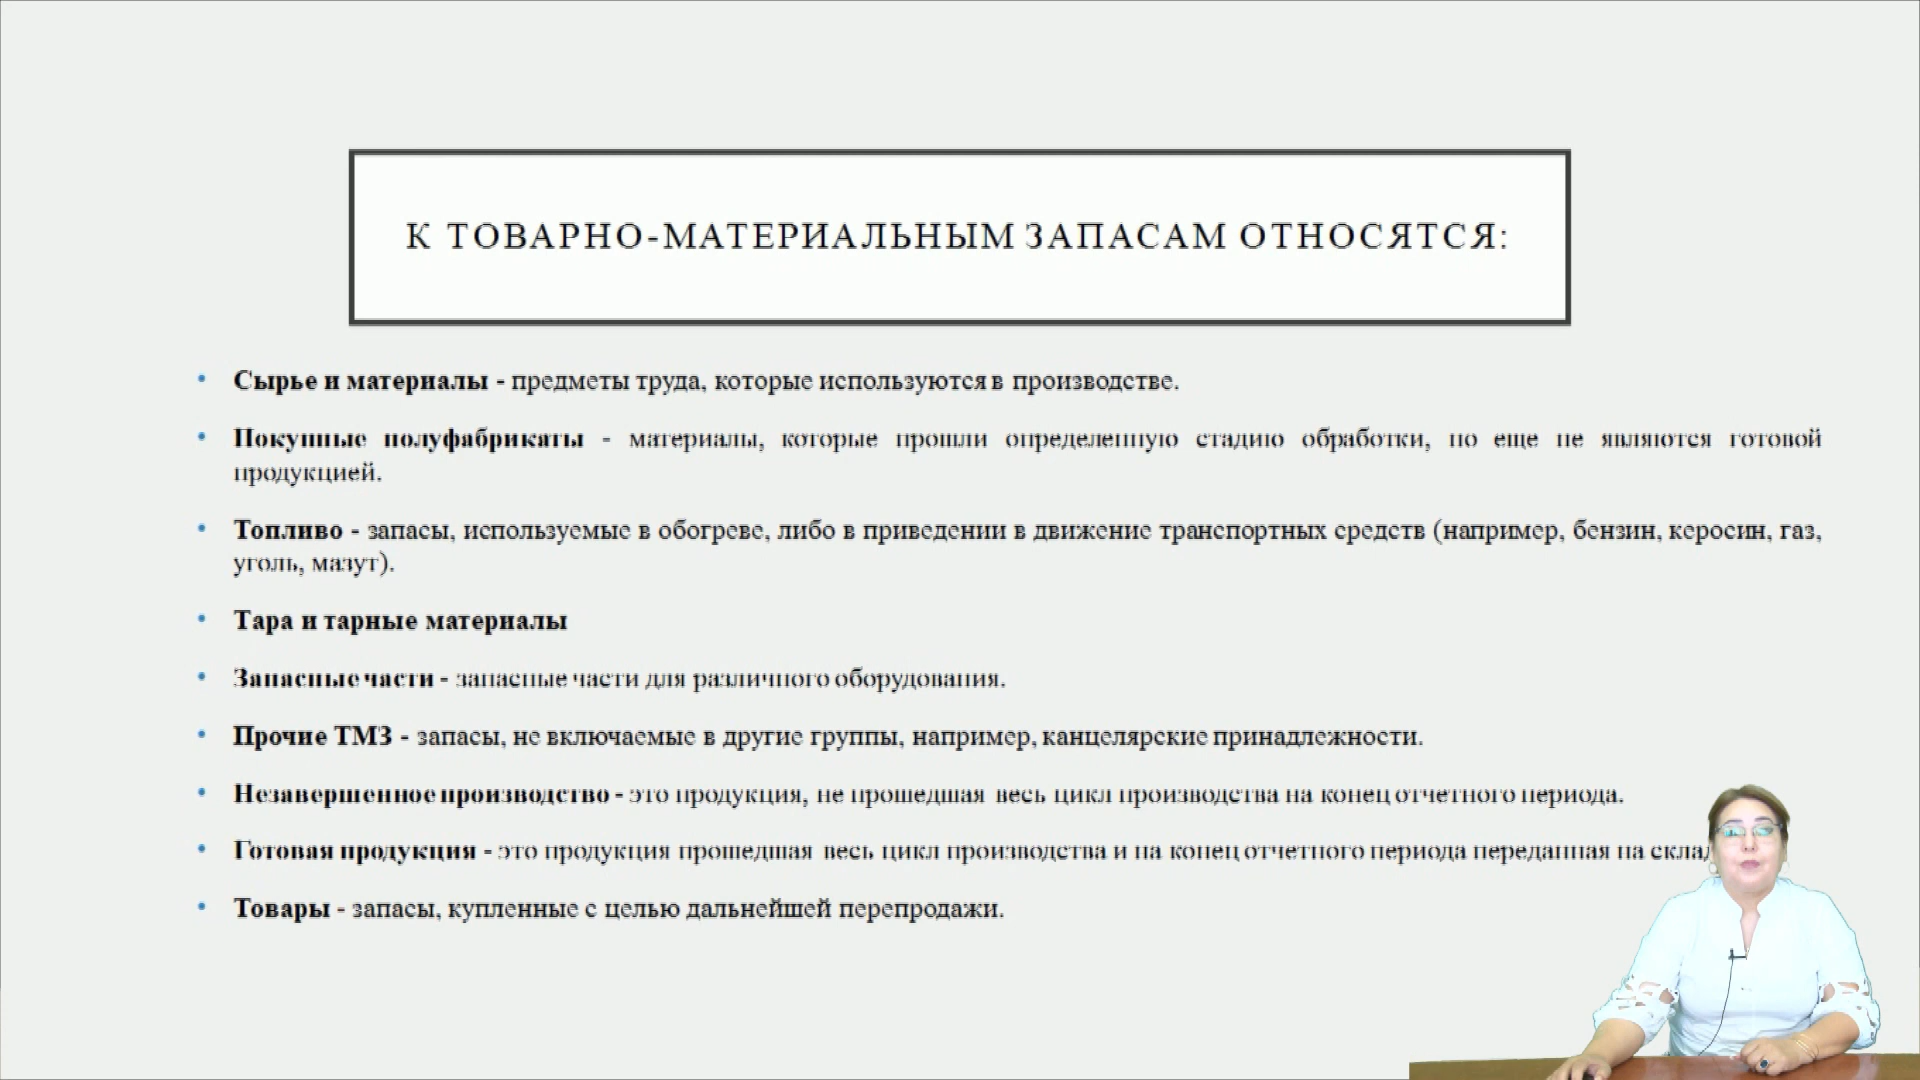 К ТОВАРНО-МАТЕРИАЛЬНЫМ ЗАПАСАМ ОТНОСЯТСЯ:
• Сырье и материалы - предметы труда, которые используются в производстве.
• Покупные полуфабрикаты - материалы, которые прошли определенную стадию обработки, но еще не являются готовой
продукцией.
• Топливо - запасы, используемые в обогреве, либо в приведении в движение транспортных средств (например, бензин, керосин, газ,
уголь, мазут).
• Тара и тарные материалы
• Запасные части - запасные части для различного оборудования.
• Прочие ТМЗ - запасы, не включаемые в другие группы, например, канцелярские принадлежности.
• Незавершенное производство - это продукция, не прошедшая весь цикл производства на конец отчетного периода.
• Готовая продукция - это продукция прошедшая весь цикл производства и на конец отчетного периода переданная на склад
• Товары - запасы, купленные с целью дальнейшей перепродажи.